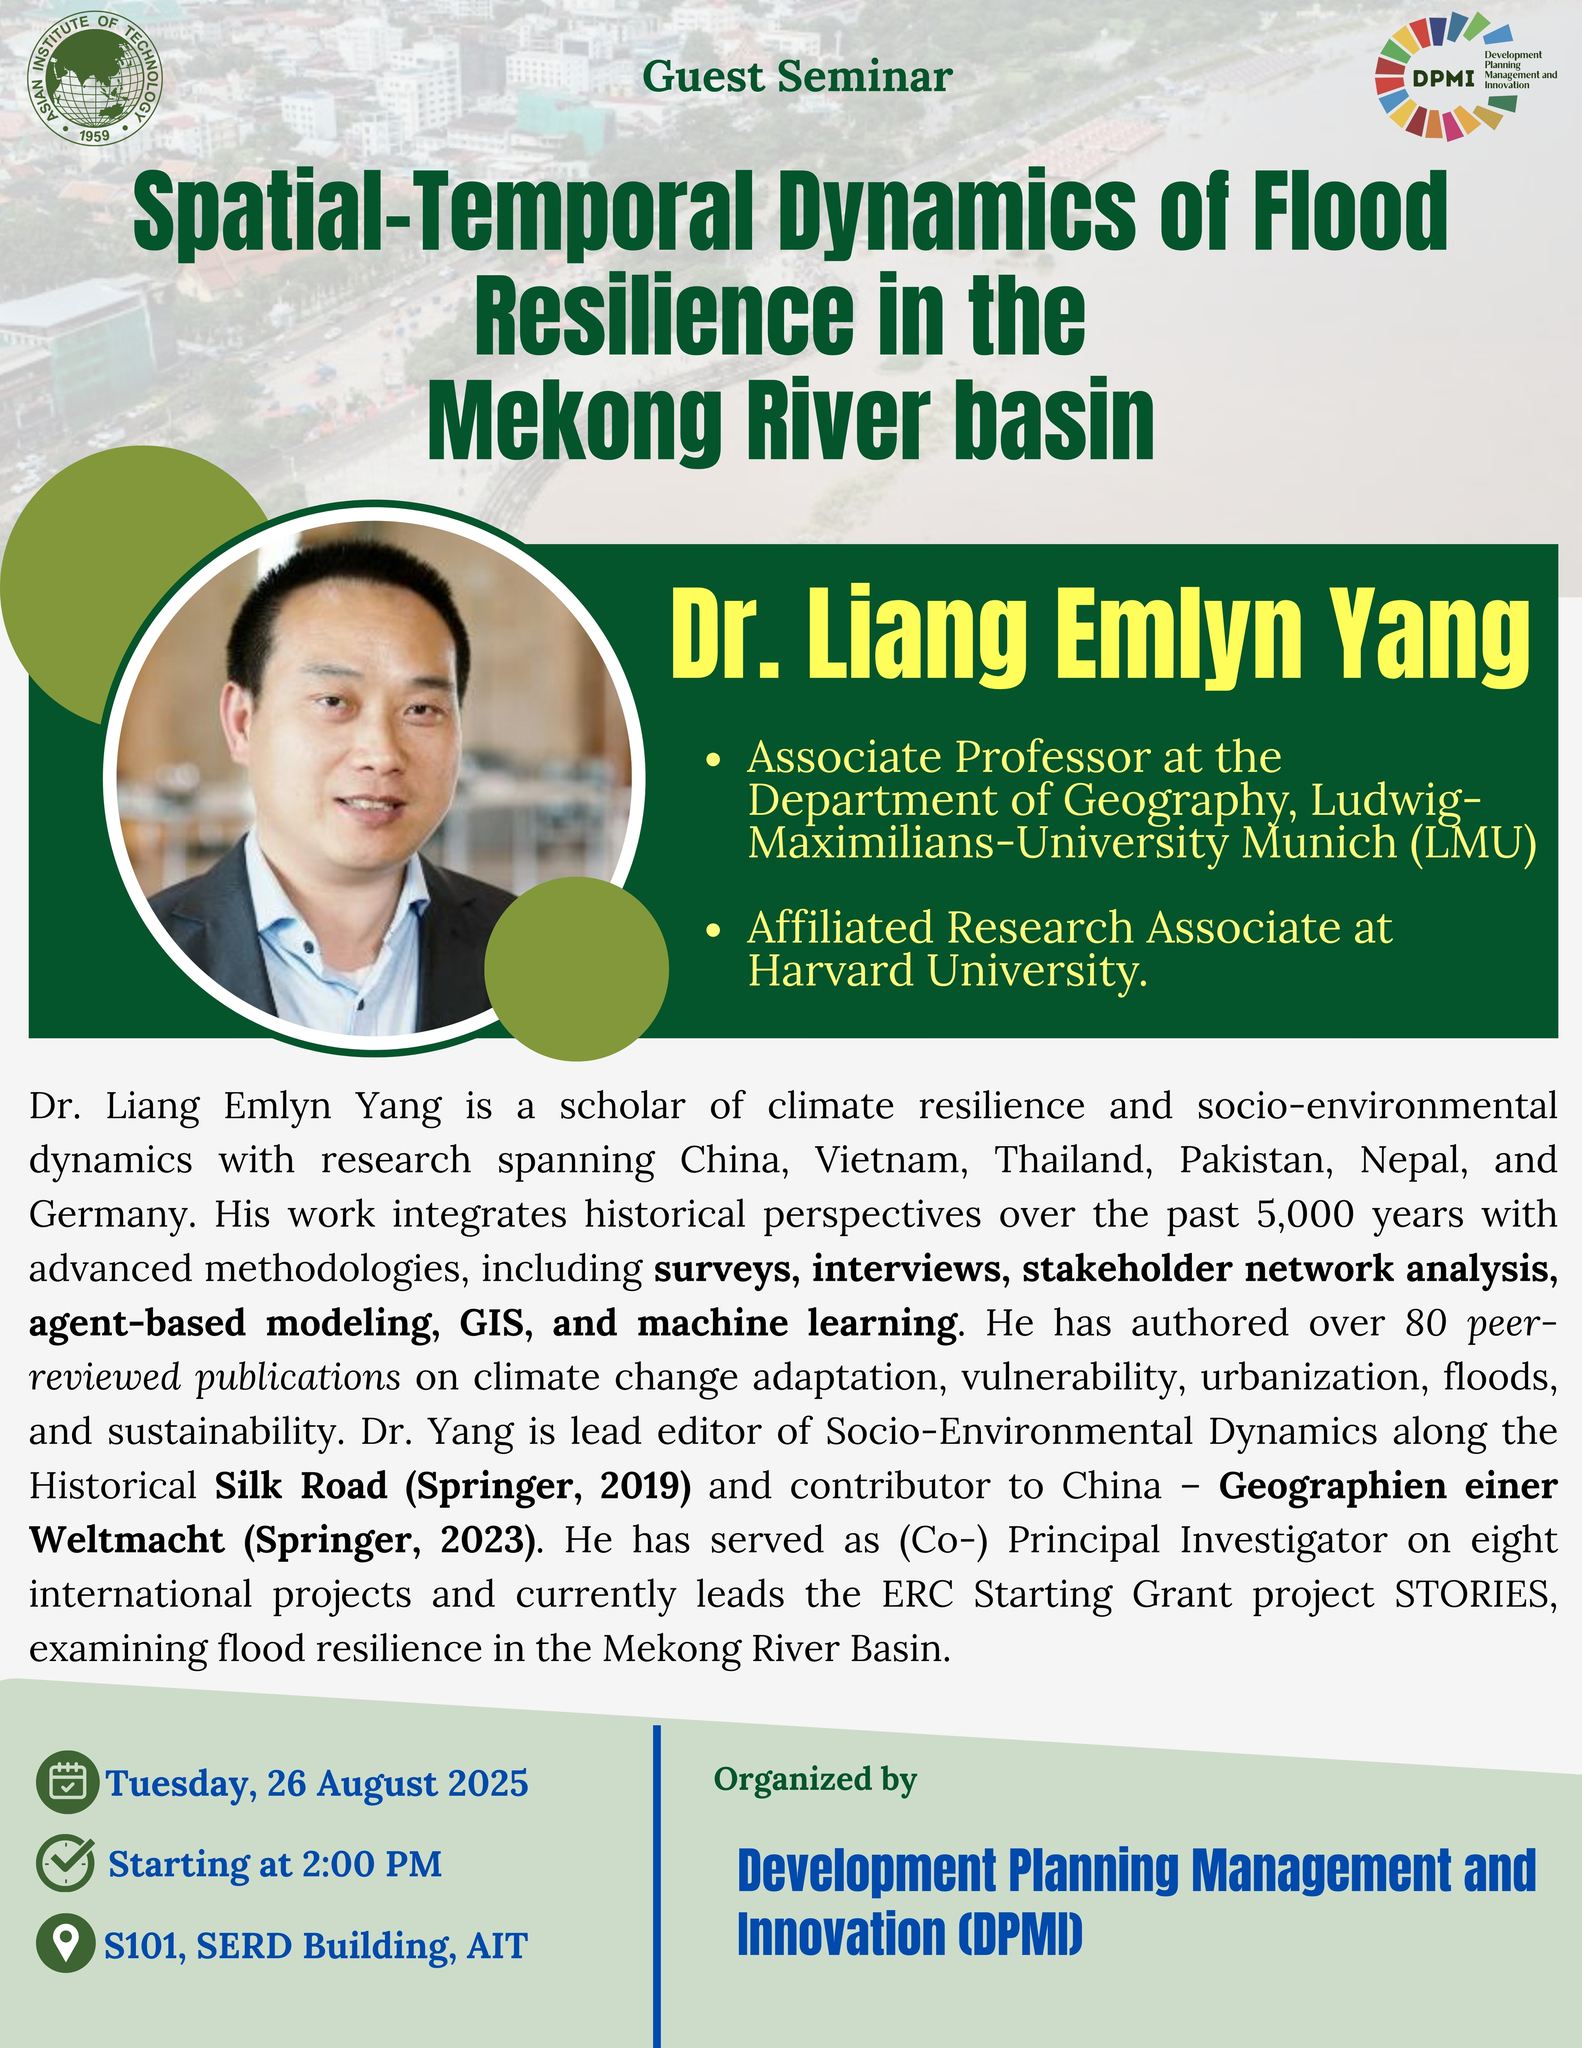 ASIAN INSTITUTE OF TECHNOLOGY
• 1959 •
Guest Seminar
DPMI
Development
Planning
Management and
Innovation
Spatial-Temporal Dynamics of Flood
Resilience in the
Mekong River basin
Dr. Liang Emlyn Yang
• Associate Professor at the
Department of Geography, Ludwig-
Maximilians-University Munich (LMU)
• Affiliated Research Associate at
Harvard University.
Dr. Liang Emlyn Yang is a scholar of climate resilience and socio-environmental
dynamics with research spanning China, Vietnam, Thailand, Pakistan, Nepal, and
Germany. His work integrates historical perspectives over the past 5,000 years with
advanced methodologies, including surveys, interviews, stakeholder network analysis,
agent-based modeling, GIS, and machine learning. He has authored over 80 peer-
reviewed publications on climate change adaptation, vulnerability, urbanization, floods,
and sustainability. Dr. Yang is lead editor of Socio-Environmental Dynamics along the
Historical Silk Road (Springer, 2019) and contributor to China – Geographien einer
Weltmacht (Springer, 2023). He has served as (Co-) Principal Investigator on eight
international projects and currently leads the ERC Starting Grant project STORIES,
examining flood resilience in the Mekong River Basin.
Tuesday, 26 August 2025
Starting at 2:00 PM
S101, SERD Building, AIT
Organized by
Development Planning Management and
Innovation (DPMI)